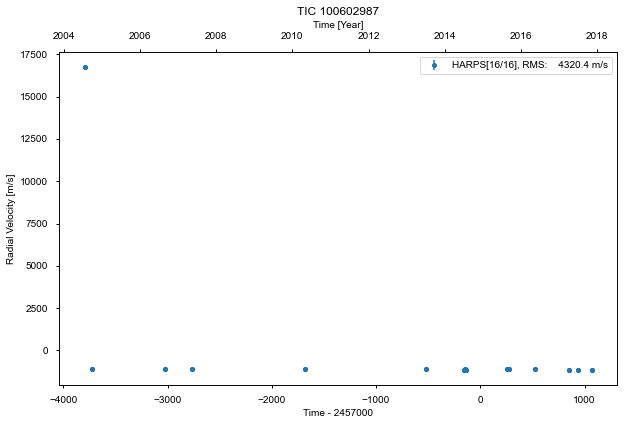 TIC 100602987
Time [Year]
2004 2006 2008 2010 2012 2014 2016 2018
HARPS[16/16], RMS: 4320.4 m/s
17500
15000
12500
10000
7500
5000
2500
0
Radial Velocity [m/s]
−4000 −3000 −2000 −1000 0 1000
Time - 2457000